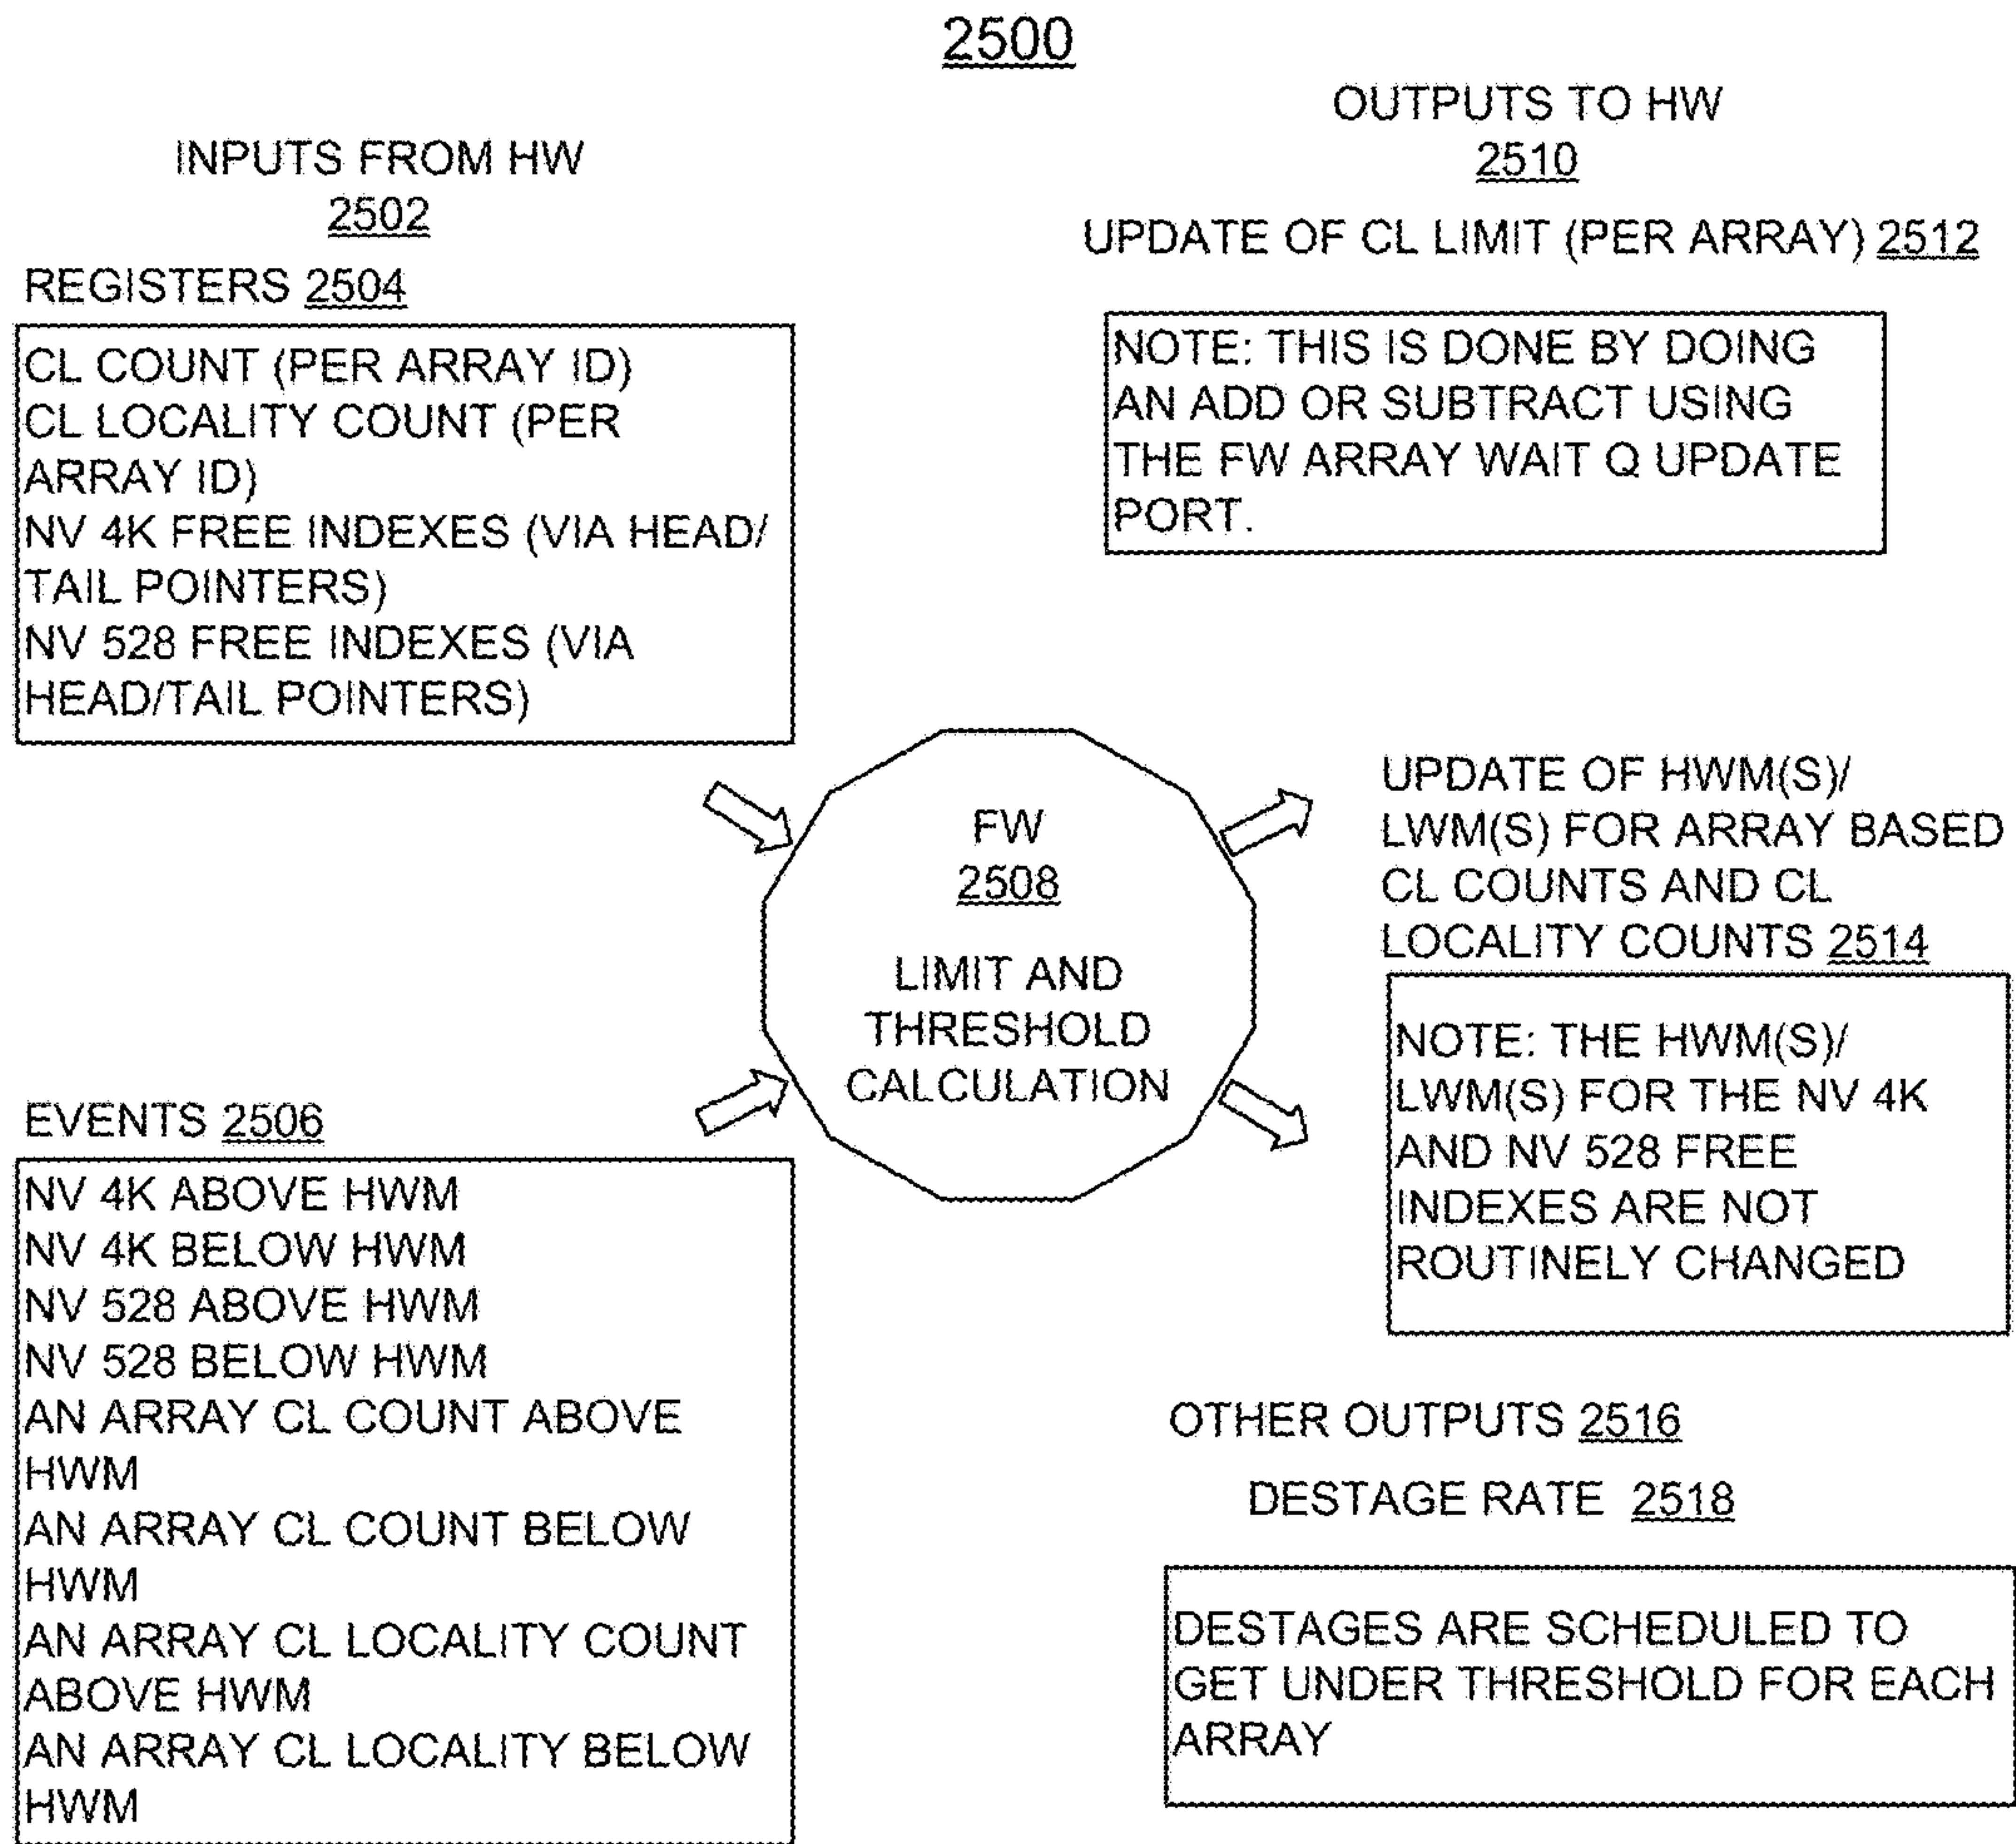 2500
INPUTS FROM HW
2502
REGISTERS 2504
CL COUNT (PER ARRAY ID)
CL LOCALITY COUNT (PER
ARRAY ID)
NV 4K FREE INDEXES (VIA HEAD/
TAIL POINTERS)
NV 528 FREE INDEXES (VIA
HEAD/TAIL POINTERS)
EVENTS 2506
NV 4K ABOVE HWM
NV 4K BELOW HWM
NV 528 ABOVE HWM
NV 528 BELOW HWM
AN ARRAY CL COUNT ABOVE
HWM
AN ARRAY CL COUNT BELOW
HWM
AN ARRAY CL LOCALITY COUNT
ABOVE HWM
AN ARRAY CL LOCALITY BELOW
HWM
FW
2508
LIMIT AND
THRESHOLD
CALCULATION
OUTPUTS TO HW
2510
UPDATE OF CL LIMIT (PER ARRAY) 2512
NOTE: THIS IS DONE BY DOING
AN ADD OR SUBTRACT USING
THE FW ARRAY WAIT Q UPDATE
PORT.
UPDATE OF HWM(S)/
LWM(S) FOR ARRAY BASED
CL COUNTS AND CL
LOCALITY COUNTS 2514
NOTE: THE HWM(S)/
LWM(S) FOR THE NV 4K
AND NV 528 FREE
INDEXES ARE NOT
ROUTINELY CHANGED
OTHER OUTPUTS 2516
DESTAGE RATE 2518
DESTAGES ARE SCHEDULED TO
GET UNDER THRESHOLD FOR EACH
ARRAY